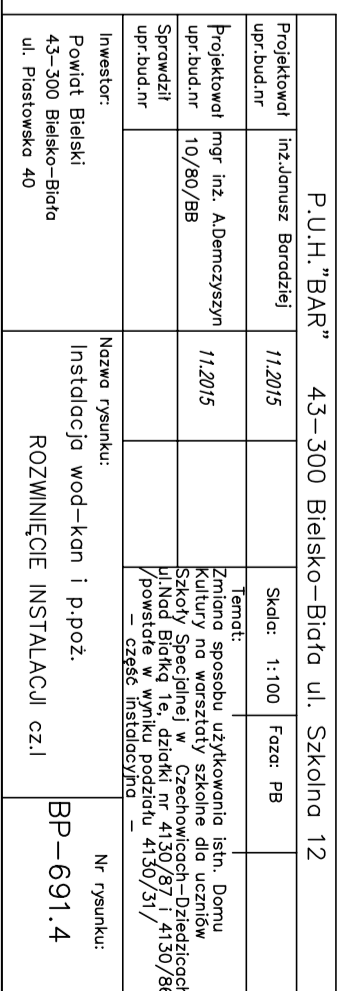 P.U.H."BAR" 43-300 Bielsko-Biała ul. Szkolna 12
Projektował inż.Janusz Baradziej 11.2015 Skala: 1:100 Faza: PB
upr.bud.nr
Projektował mgr inż. A.Demczyszyn 11.2015
upr.bud.nr 10/80/BB
Sprawdził
upr.bud.nr
Temat:
Zmiana sposobu użytkowania istn. Domu
Kultury na warsztaty szkolne dla uczniów
Szkoły Specjalnej w Czechowicach-Dziedzicach
ul.Nad Białką 1e, działki nr 4130/87 i 4130/86
/powstałe w wyniku podziału 4130/31/
- część instalacyjna -
Inwestor:
Powiat Bielski
43-300 Bielsko-Biała
ul. Piastowska 40
Nazwa rysunku:
Instalacja wod-kan i p.poż.
ROZWINIĘCIE INSTALACJI cz.I
Nr rysunku:
BP-691.4